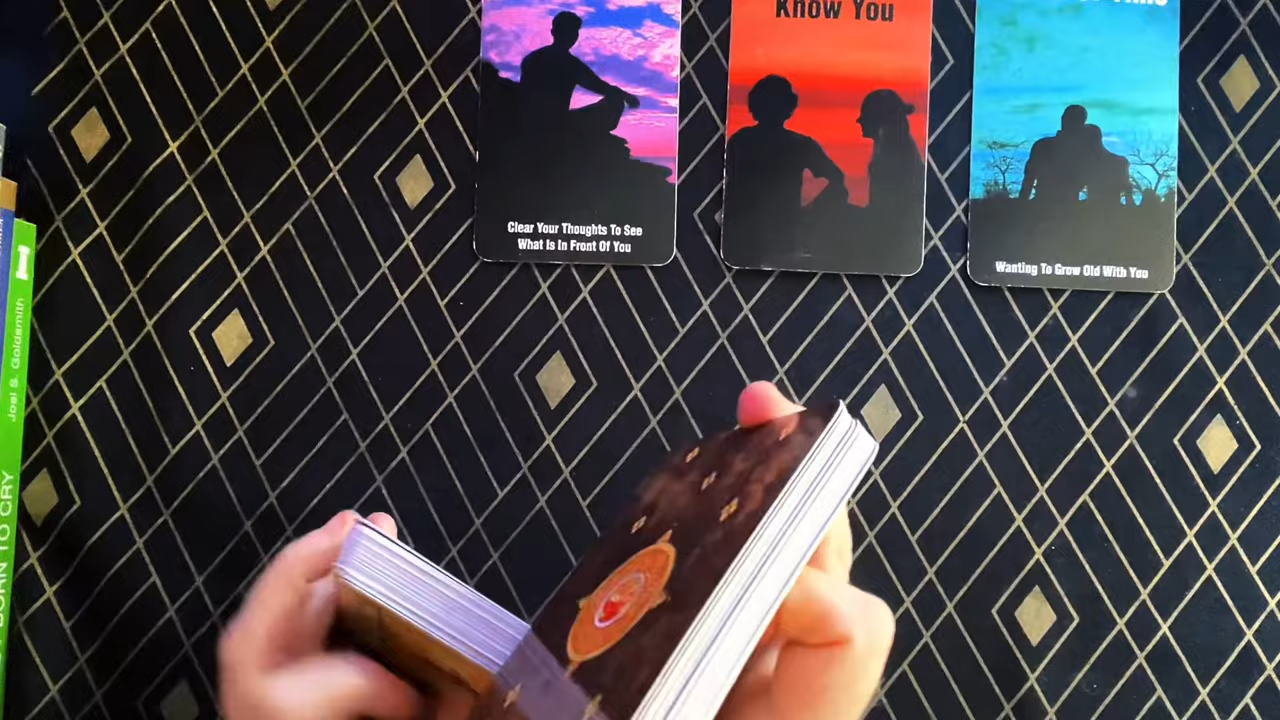 Know You
Clear Your Thoughts To See
What Is In Front Of You
Wanting To Grow Old With You
Joel S. Goldsmith
TO CRY